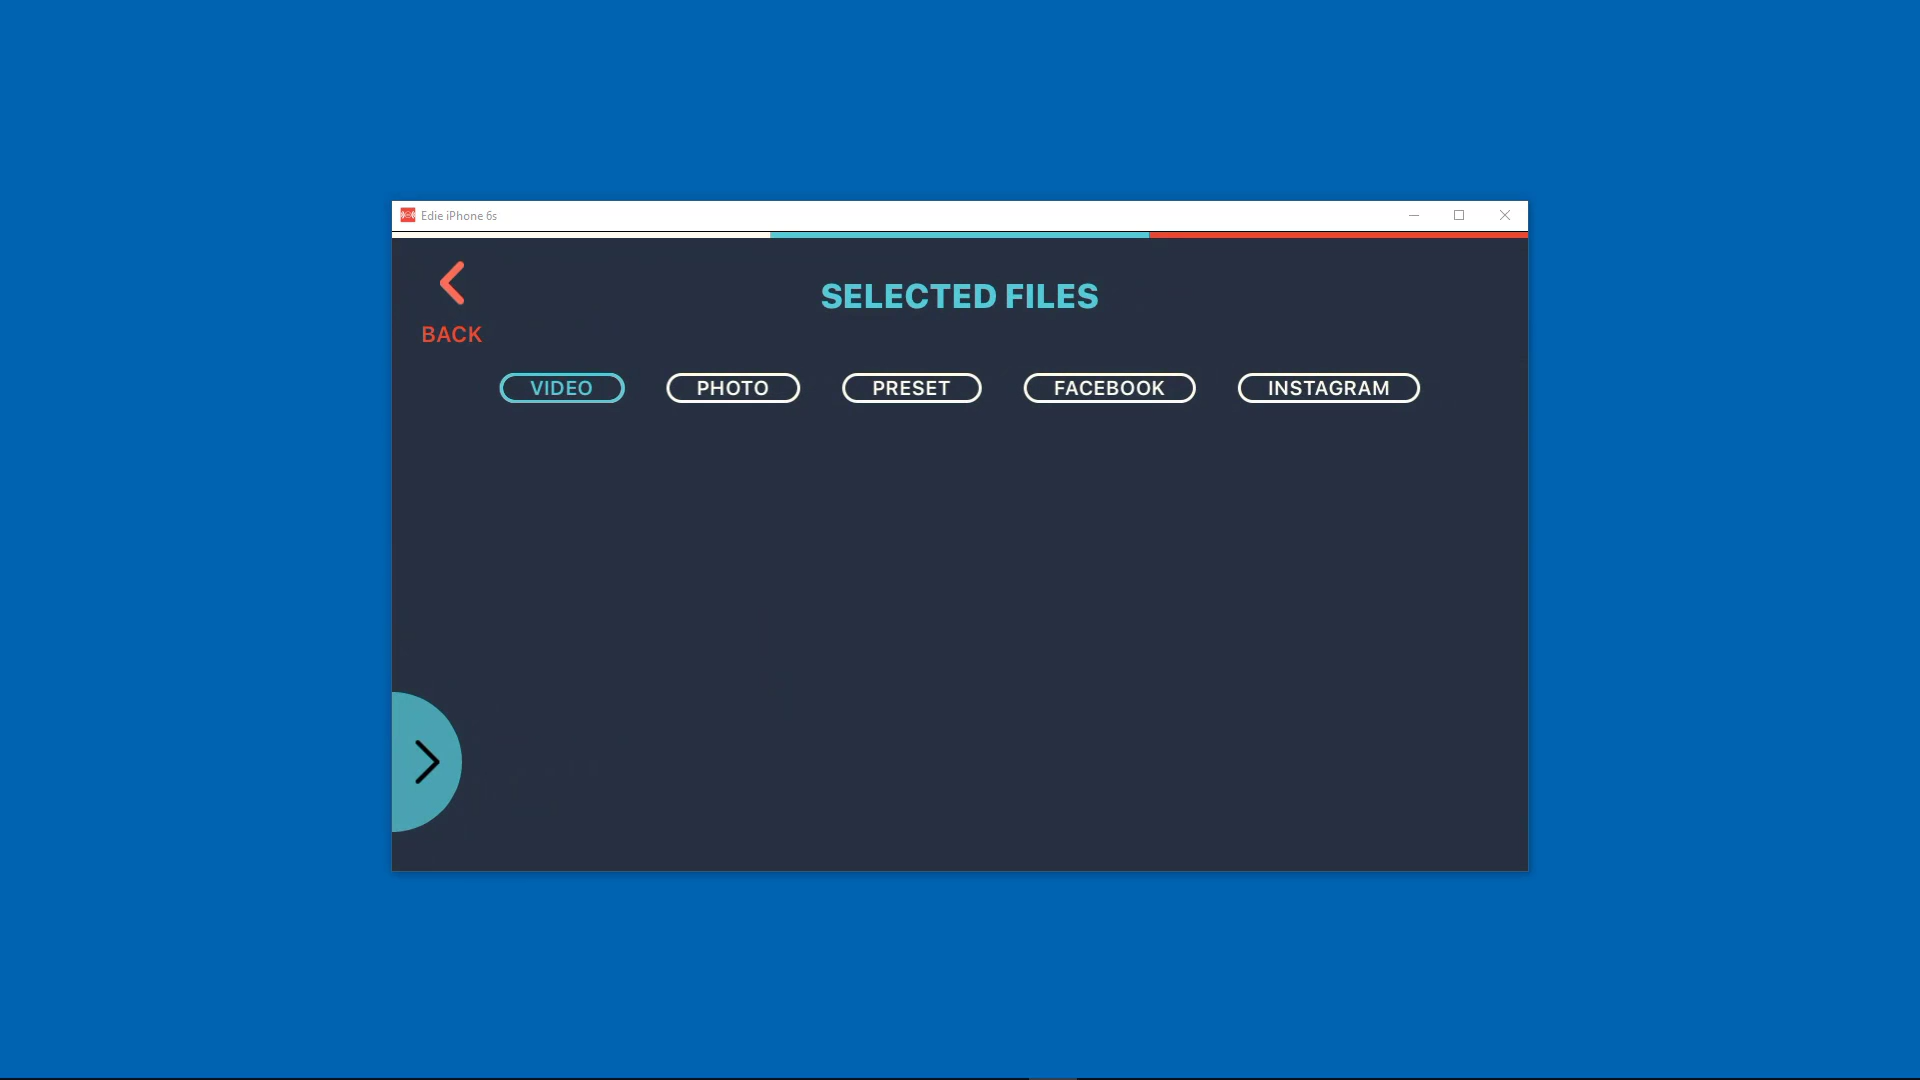 Edie iPhone 6s
SELECTED FILES
BACK
VIDEO PHOTO PRESET FACEBOOK INSTAGRAM